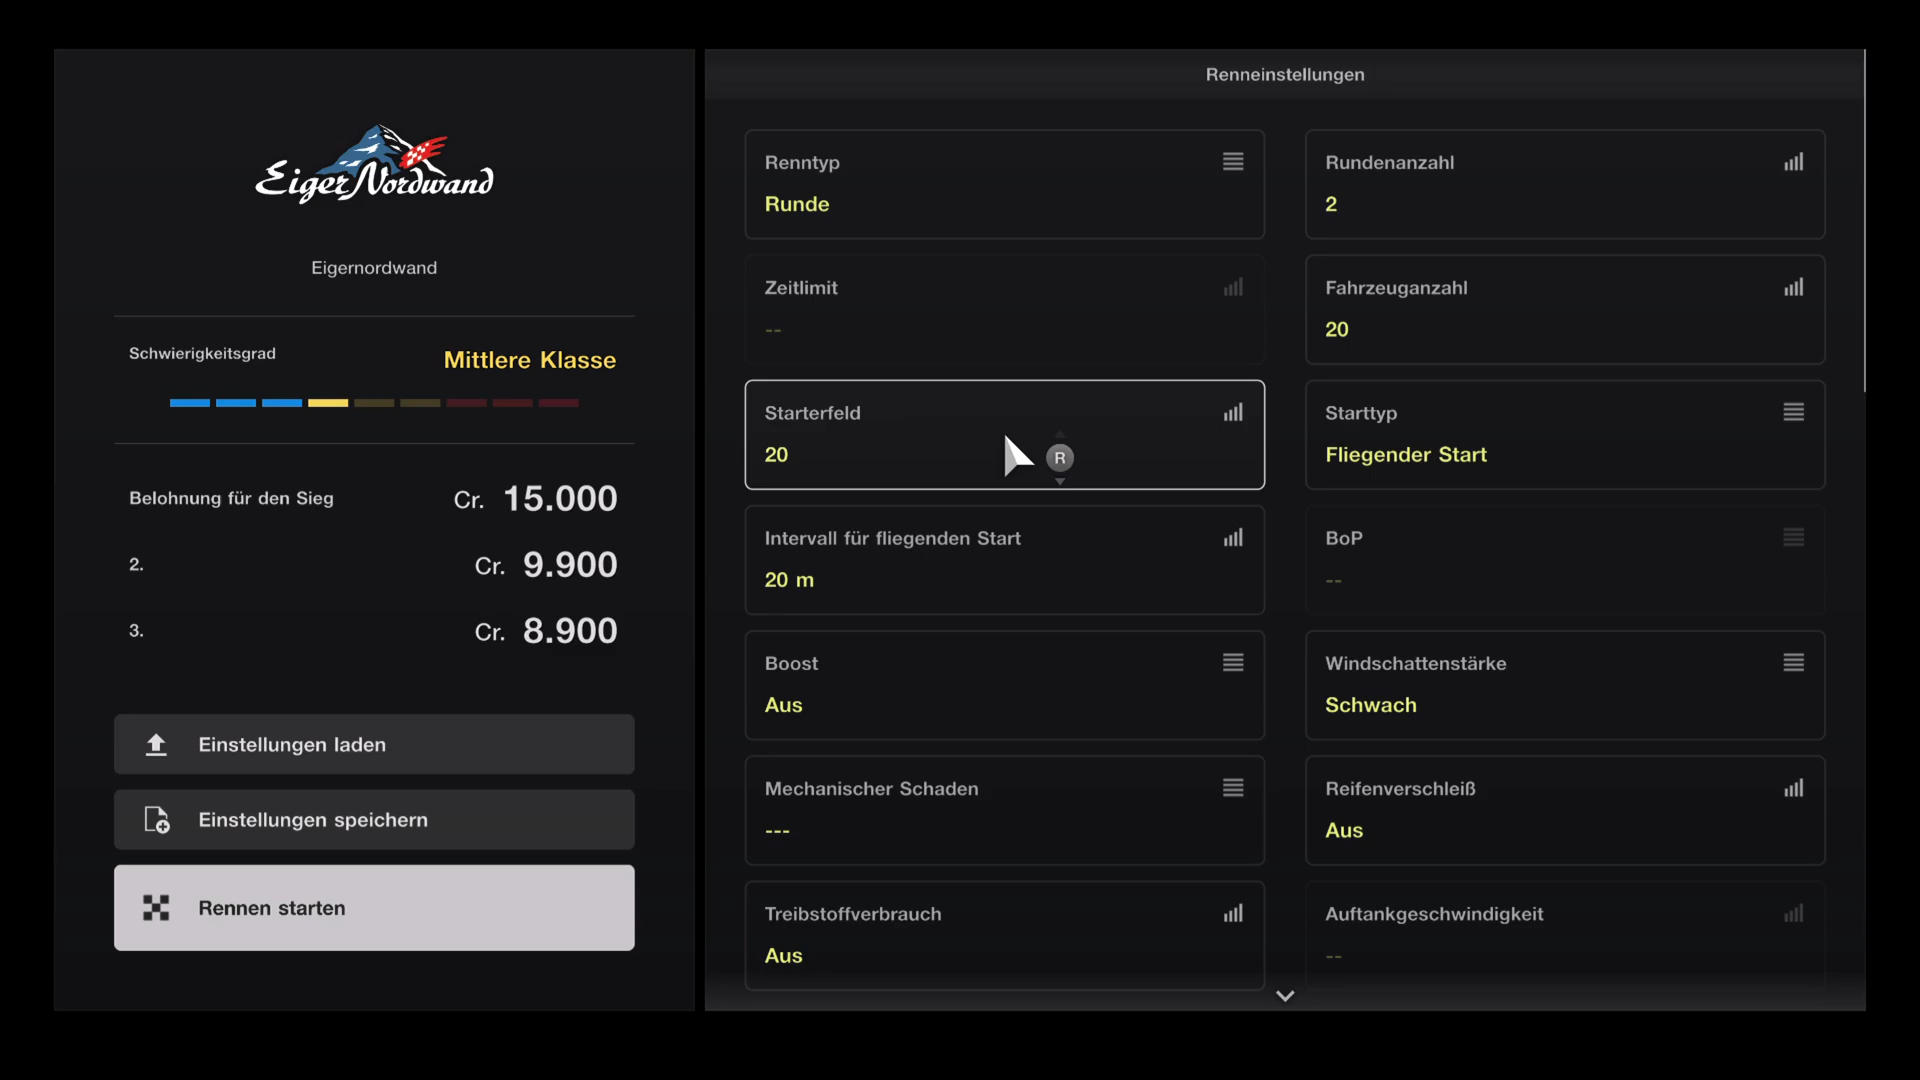 Eiger Nordwand
Eigernordwand
Schwierigkeitsgrad
Mittlere Klasse
Belohnung für den Sieg Cr. 15.000
2. Cr. 9.900
3. Cr. 8.900
Einstellungen laden
Einstellungen speichern
Rennen starten
Renneinstellungen
Renntyp
Runde
Rundenanzahl
2
Zeitlimit
--
Fahrzeuganzahl
20
Starterfeld
20
R
Starttyp
Fliegender Start
Intervall für fliegenden Start
20 m
BoP
--
Boost
Aus
Windschattenstärke
Schwach
Mechanischer Schaden
---
Reifenverschleiß
Aus
Treibstoffverbrauch
Aus
Auftankgeschwindigkeit
--